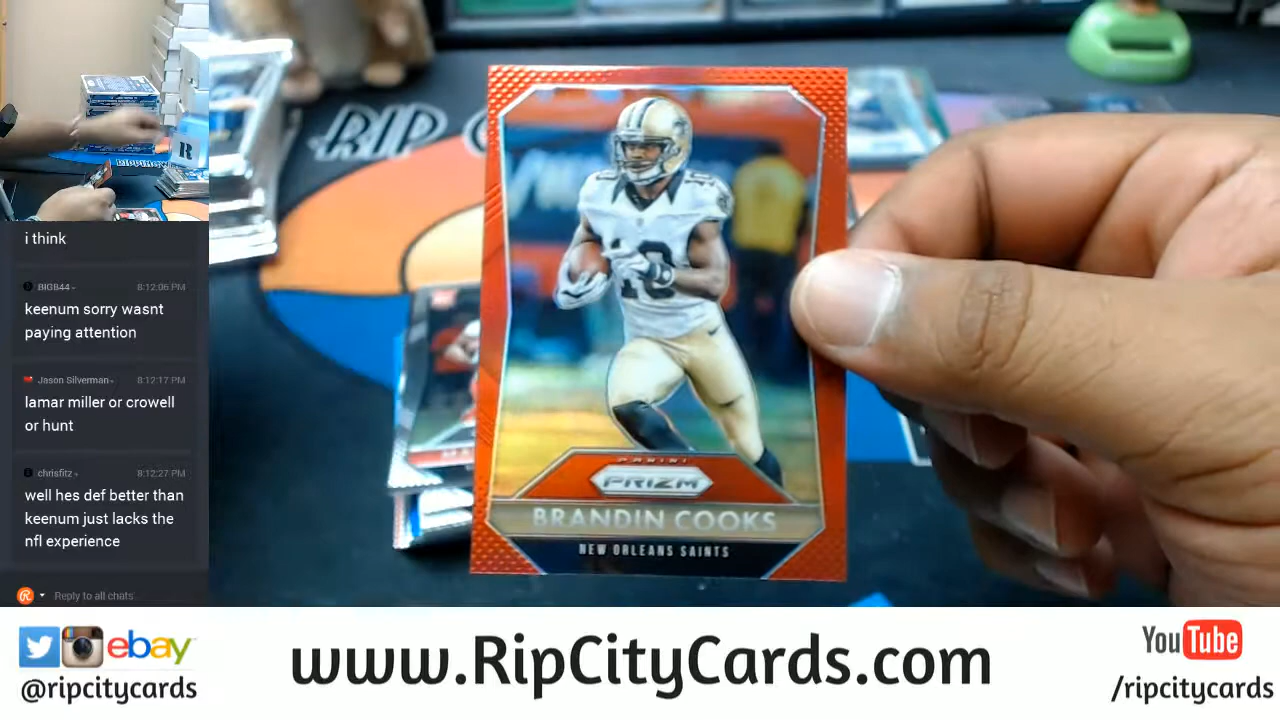 i think
BIGB44
8:12:06 PM
keenum sorry wasnt
paying attention
Jason Silverman
8:12:17 PM
lamar miller or crowell
or hunt
chrisfitz
8:12:27 PM
well hes def better than
keenum just lacks the
nfl experience
Reply to all chats
RIP
R
10
10
PANINI
PRIZM
BRANDIN COOKS
NEW ORLEANS SAINTS
ebay
@ripcitycards
www.RipCityCards.com
YouTube
/ripcitycards